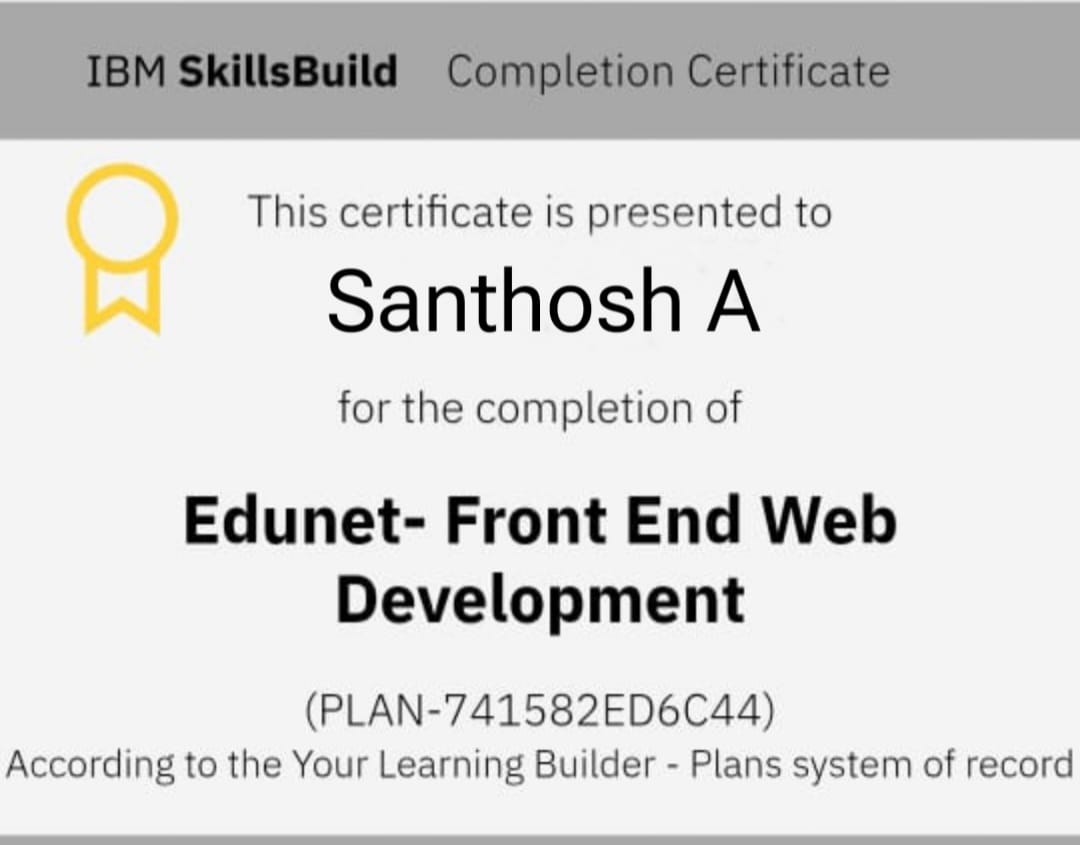 IBM SkillsBuild Completion Certificate
This certificate is presented to
Santhosh A
for the completion of
Edunet- Front End Web
Development
(PLAN-741582ED6C44)
According to the Your Learning Builder - Plans system of record